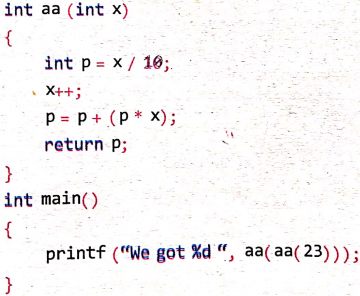 int aa (int x)
{
int p = x / 10;
x++;
p = p + (p * x);
return p;
}
int main()
{
printf (“We got %d “, aa(aa(23)));
}